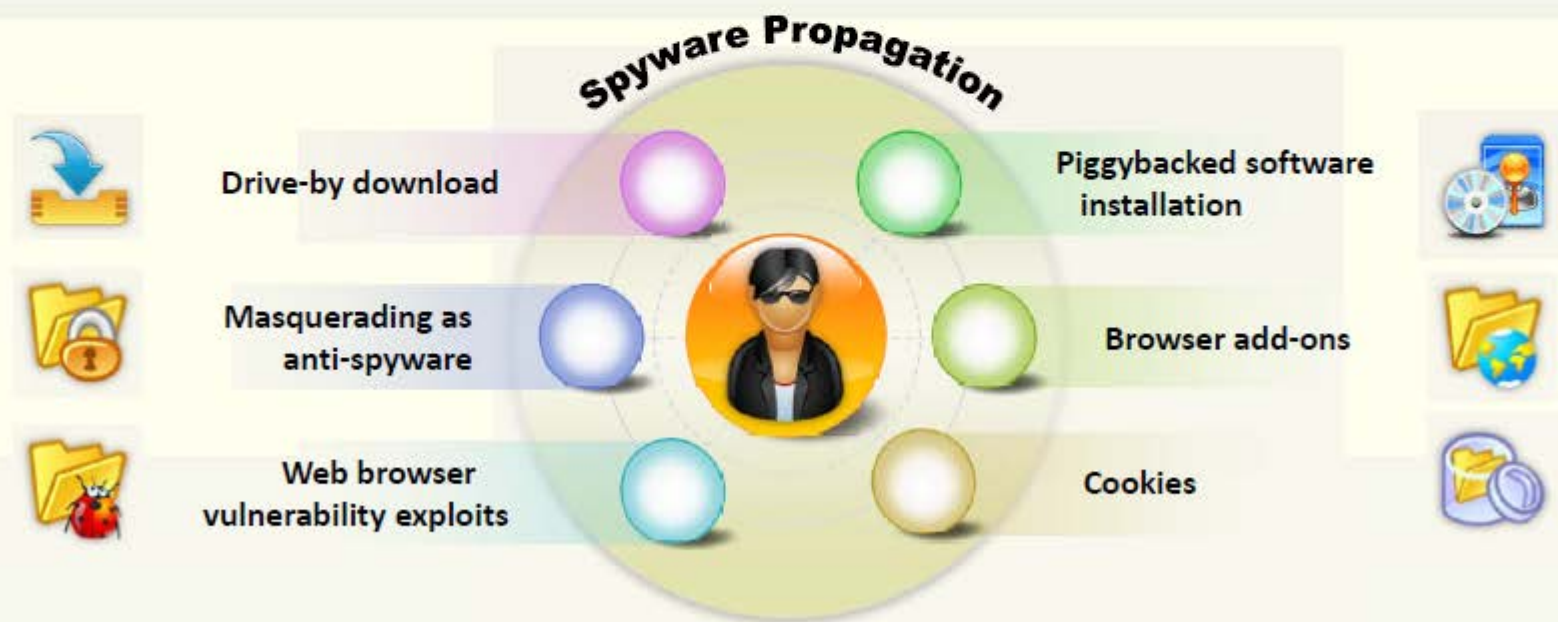 Spyware Propagation
Drive-by download
Piggybacked software
installation
Masquerading as
anti-spyware
Browser add-ons
Web browser
vulnerability exploits
Cookies